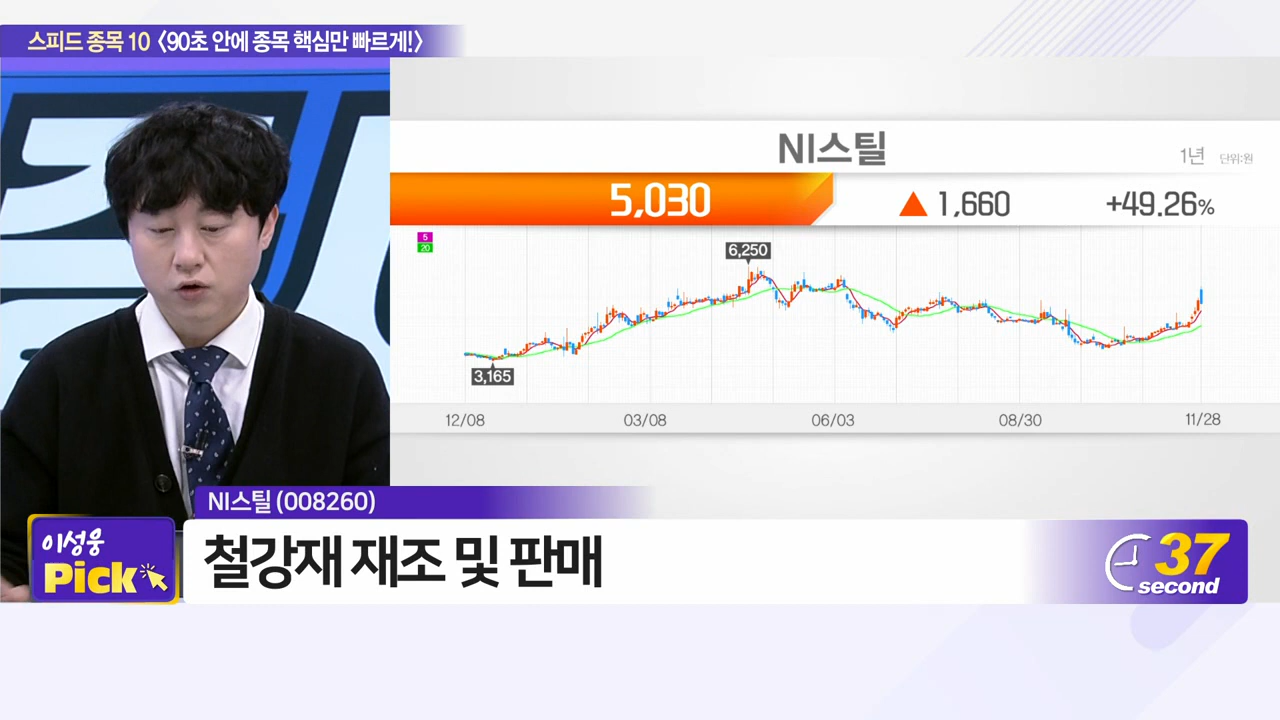 스피드 종목 10 〈90초 안에 종목 핵심만 빠르게!〉
NI스틸
1년 단위:원
5,030 ▲ 1,660 +49.26%
5
20
6,250
3,165
12/08 03/08 06/03 08/30 11/28
NI스틸 (008260)
이성웅
Pick
철강재 재조 및 판매
37
second